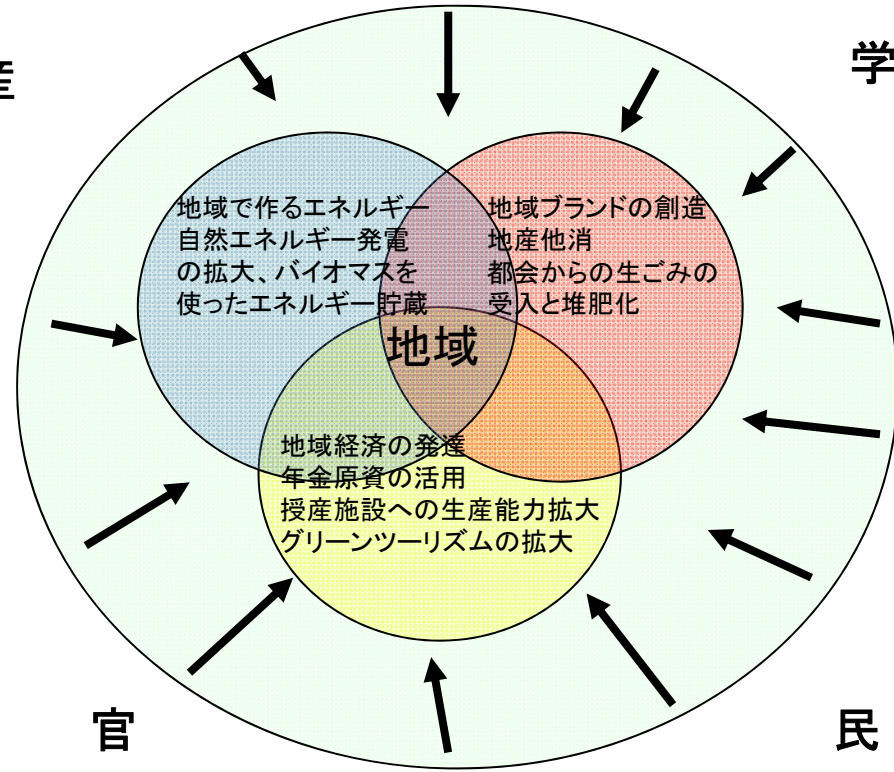 産
学
地域で作るエネルギー
自然エネルギー発電
の拡大、バイオマスを
使ったエネルギー貯蔵
地域ブランドの創造
地産他消
都会からの生ごみの
受入と堆肥化
地域
地域経済の発達
年金原資の活用
授産施設への生産能力拡大
グリーンツーリズムの拡大
官
民